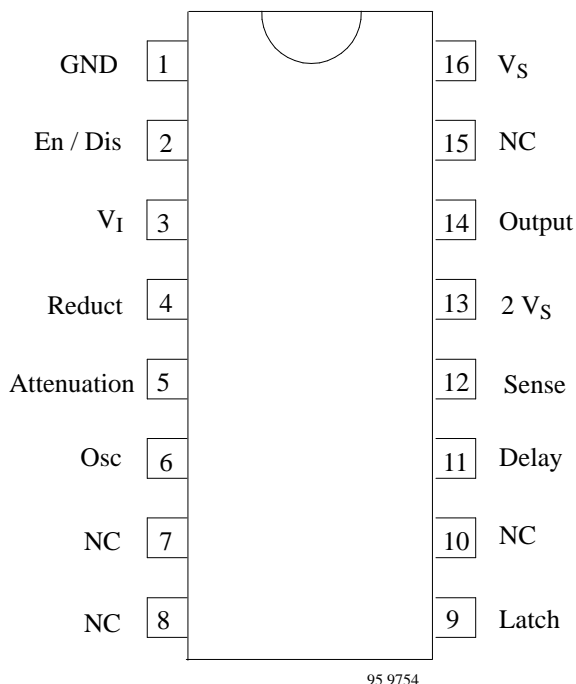 GND 1 16 VS
En / Dis 2 15 NC
VI 3 14 Output
Reduct 4 13 2 VS
Attenuation 5 12 Sense
Osc 6 11 Delay
NC 7 10 NC
NC 8 9 Latch
95 9754